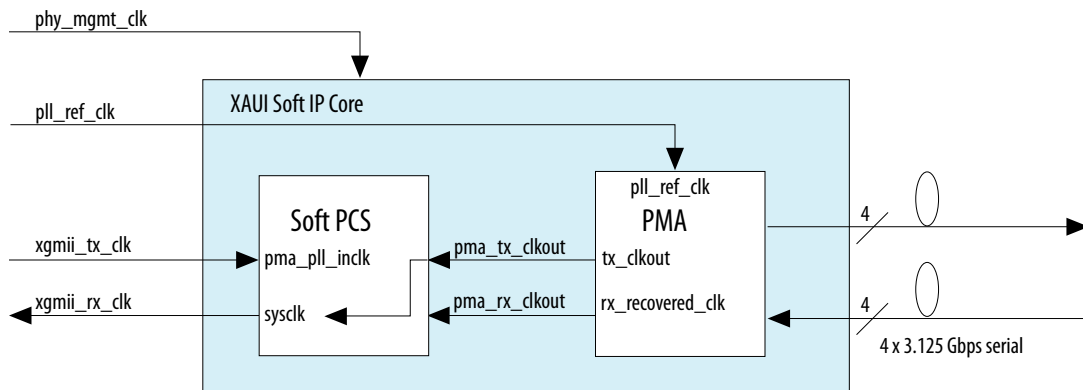 phy_mgmt_clk
XAUI Soft IP Core
pll_ref_clk
pll_ref_clk
Soft PCS
PMA
4
xgmii_tx_clk
pma_pll_inclk
pma_tx_clkout
tx_clkout
xgmii_rx_clk
sysclk
pma_rx_clkout
rx_recovered_clk
4
4 x 3.125 Gbps serial